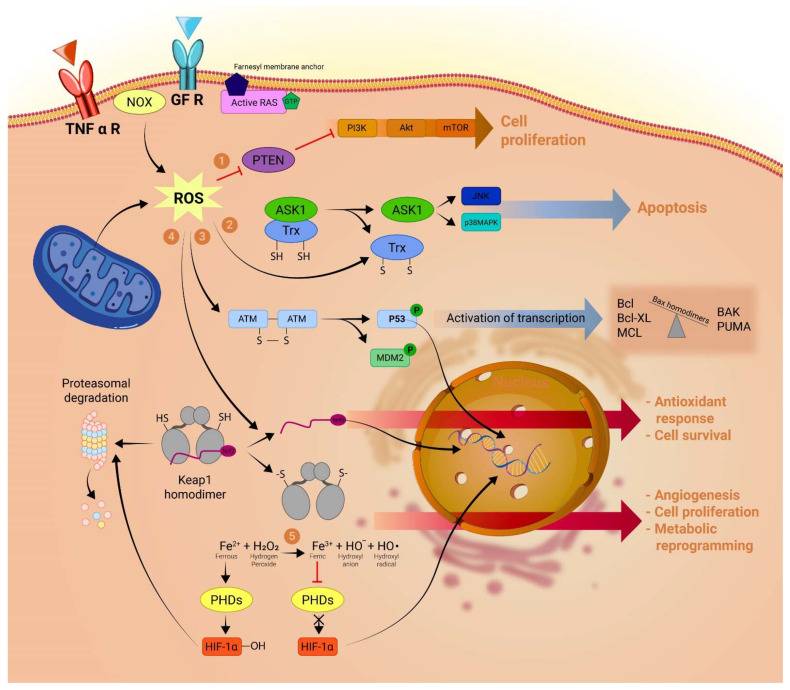 Farnesyl membrane anchor
NOX
GF R
Active RAS
GTP
TNF α R
1
PTEN
PI3K
Akt
mTOR
Cell
proliferation
ROS
ASK1
Trx
SH SH
ASK1
JNK
p38MAPK
Apoptosis
4
3
2
Trx
S S
ATM
ATM
S — S
P53
P
MDM2
P
Activation of transcription
Bcl
Bcl-XL
MCL
Bax homodimers
BAK
PUMA
Nucleus
Proteasomal
degradation
HS
SH
Keap1
homodimer
-S
S-
- Antioxidant
response
- Cell survival
- Angiogenesis
- Cell proliferation
- Metabolic
reprogramming
5
Fe²⁺ + H₂O₂
Fe³⁺ + HO⁻ + HO•
Ferrous
Hydrogen
Peroxide
Ferric
Hydroxyl
anion
Hydroxyl
radical
PHDs
PHDs
HIF-1α
OH
HIF-1α